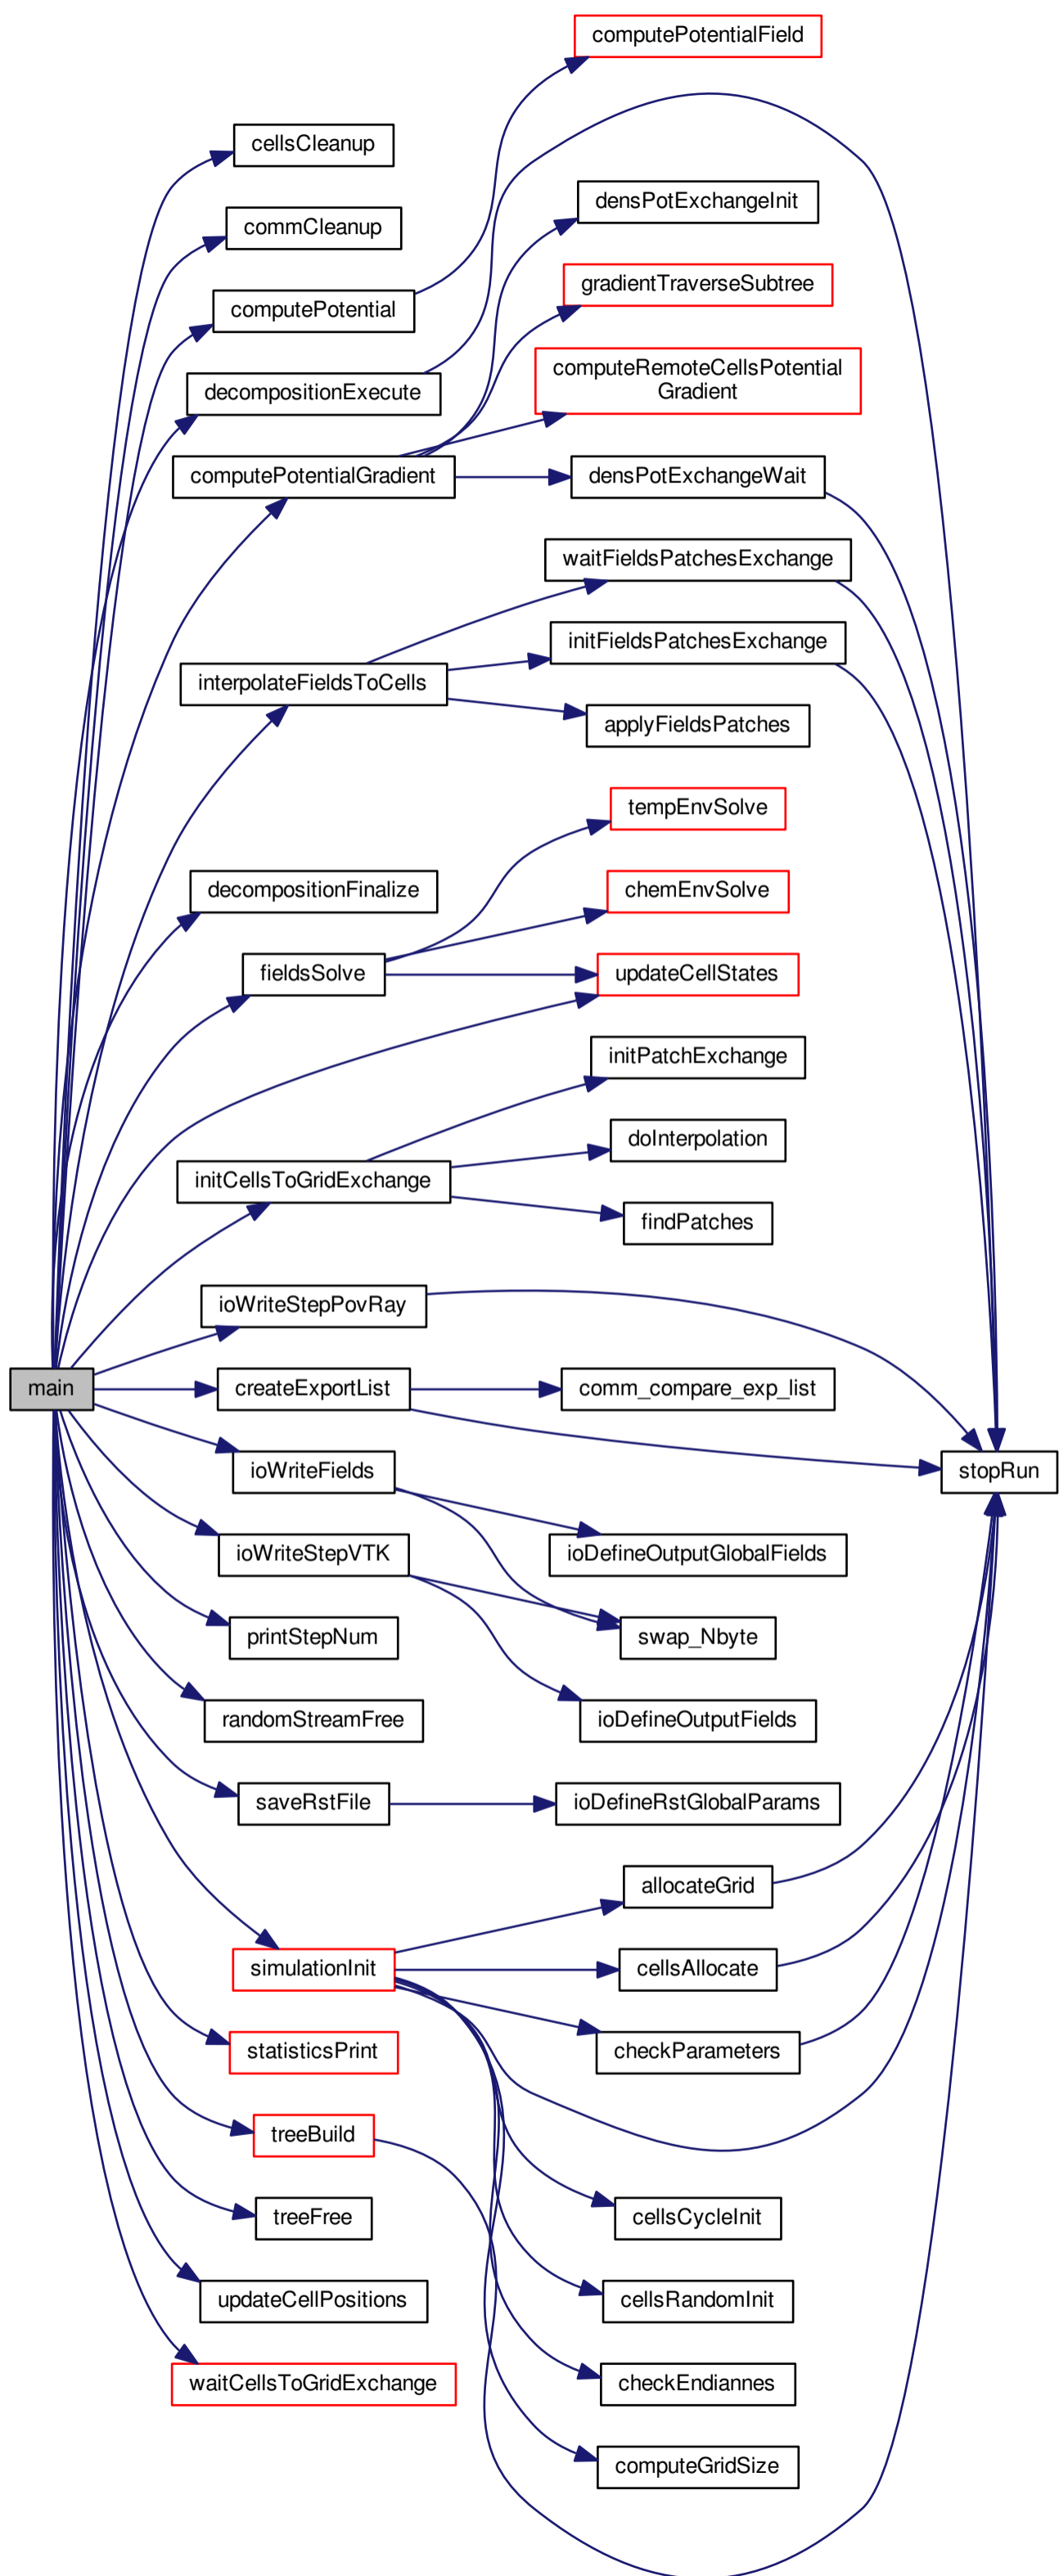 computePotentialField
cellsCleanup
densPotExchangeInit
commCleanup
gradientTraverseSubtree
computePotential
computeRemoteCellsPotential
Gradient
decompositionExecute
computePotentialGradient
densPotExchangeWait
waitFieldsPatchesExchange
initFieldsPatchesExchange
interpolateFieldsToCells
applyFieldsPatches
tempEnvSolve
decompositionFinalize
chemEnvSolve
fieldsSolve
updateCellStates
initPatchExchange
doInterpolation
initCellsToGridExchange
findPatches
ioWriteStepPovRay
main
createExportList
comm_compare_exp_list
ioWriteFields
stopRun
ioWriteStepVTK
ioDefineOutputGlobalFields
printStepNum
swap_Nbyte
randomStreamFree
ioDefineOutputFields
saveRstFile
ioDefineRstGlobalParams
allocateGrid
simulationInit
cellsAllocate
statisticsPrint
checkParameters
treeBuild
treeFree
cellsCycleInit
updateCellPositions
cellsRandomInit
waitCellsToGridExchange
checkEndiannes
computeGridSize